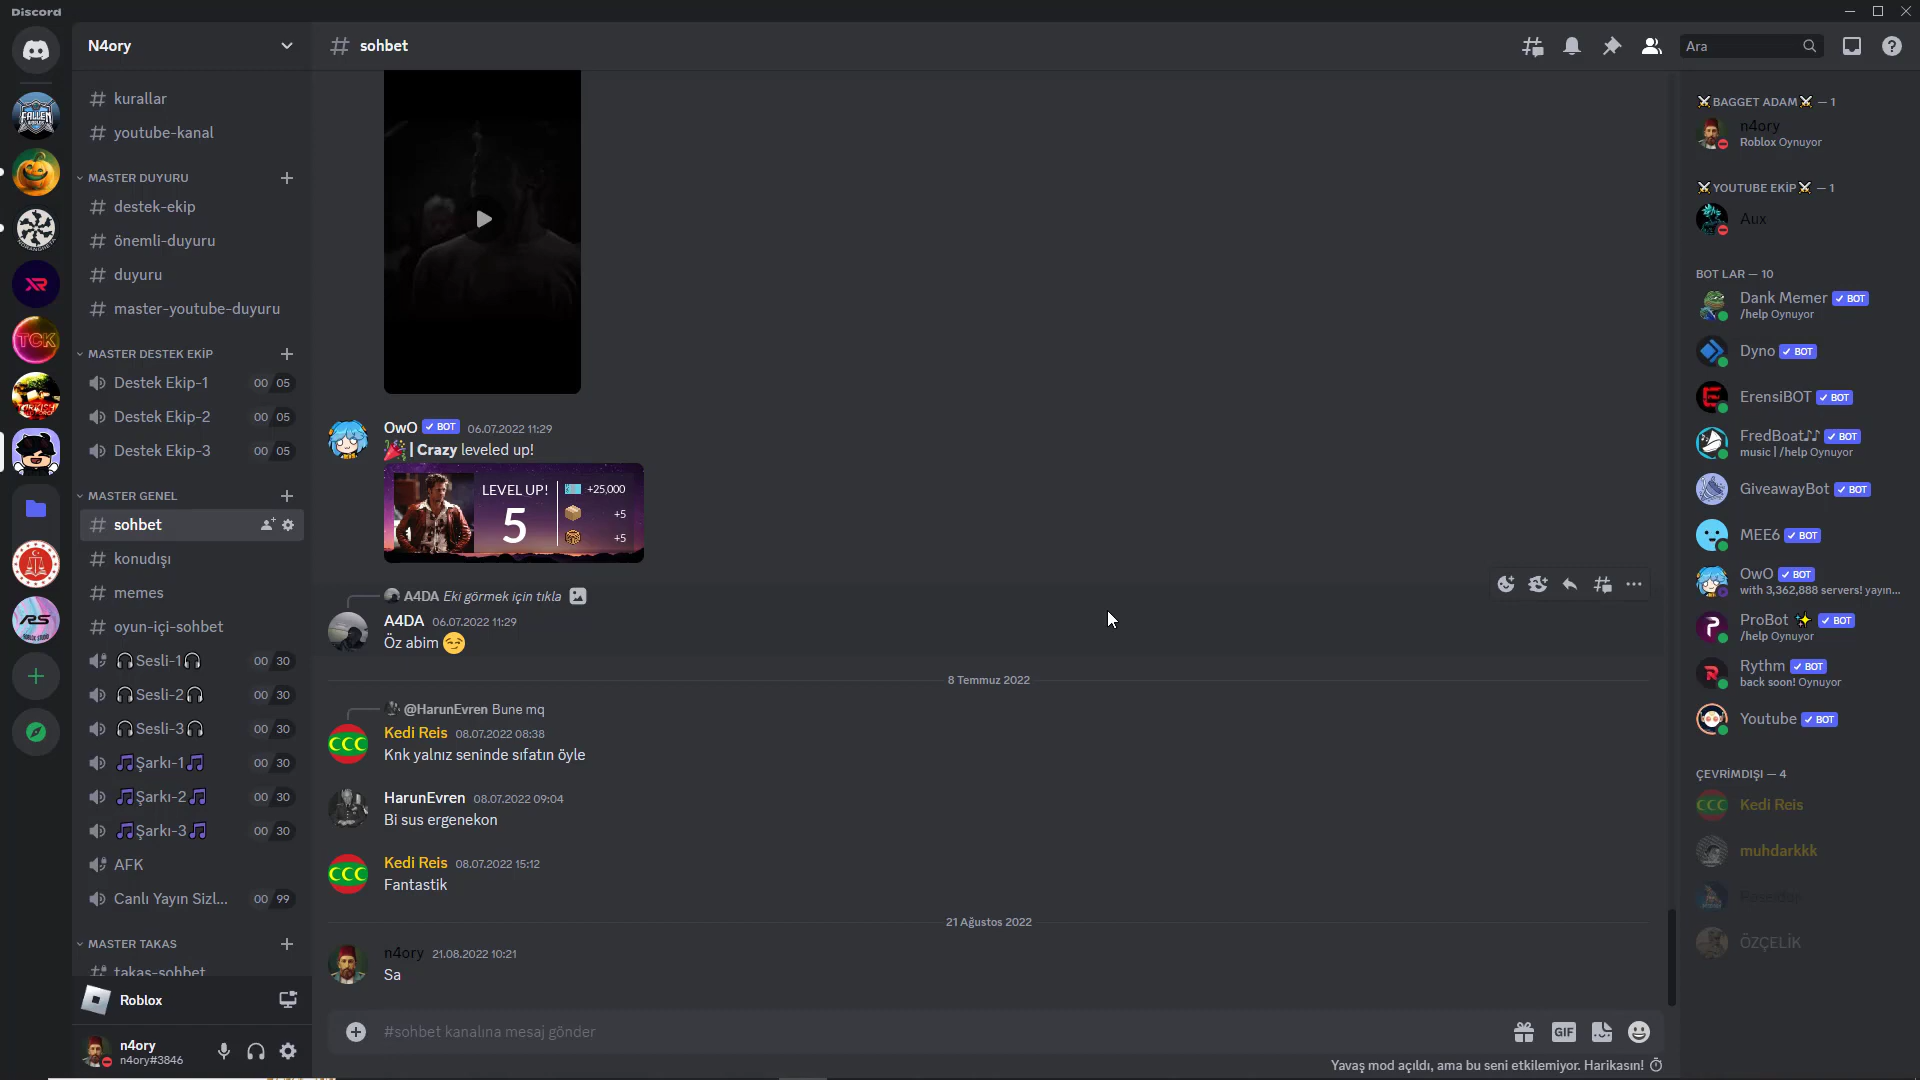 Discord
N4ory
kurallar
youtube-kanal
MASTER DUYURU
destek-ekip
önemli-duyuru
duyuru
master-youtube-duyuru
MASTER DESTEK EKİP
Destek Ekip-1 00 05
Destek Ekip-2 00 05
Destek Ekip-3 00 05
MASTER GENEL
sohbet
konudışı
memes
oyun-içi-sohbet
🎧Sesli-1🎧 00 30
🎧Sesli-2🎧 00 30
🎧Sesli-3🎧 00 30
🎵Şarkı-1🎵 00 30
🎵Şarkı-2🎵 00 30
🎵Şarkı-3🎵 00 30
AFK
Canlı Yayın Sizl... 00 99
MASTER TAKAS
takas-sohbet
Roblox
n4ory
n4ory#3846
FALLEN
XR
TCK
TURKISH
RS
ROBLOX STUDIO
# sohbet
Ara
OwO ✓ BOT 06.07.2022 11:29
🎉 | Crazy leveled up!
LEVEL UP!
5
+25,000
+5
+5
A4DA Eki görmek için tıkla
A4DA 06.07.2022 11:29
Öz abim 😏
8 Temmuz 2022
@HarunEvren Bune mq
Kedi Reis 08.07.2022 08:38
CCC
Knk yalnız seninde sıfatın öyle
HarunEvren 08.07.2022 09:04
Bi sus ergenekon
Kedi Reis 08.07.2022 15:12
CCC
Fantastik
21 Ağustos 2022
n4ory 21.08.2022 10:21
Sa
#sohbet kanalına mesaj gönder
GIF
Yavaş mod açıldı, ama bu seni etkilemiyor. Harikasın!
⚔BAGGET ADAM⚔ — 1
n4ory
Roblox Oynuyor
⚔YOUTUBE EKİP⚔ — 1
Aux
BOT LAR — 10
Dank Memer ✓ BOT
/help Oynuyor
Dyno ✓ BOT
ErensiBOT ✓ BOT
FredBoat♪♪ ✓ BOT
music | /help Oynuyor
GiveawayBot ✓ BOT
MEE6 ✓ BOT
OwO ✓ BOT
with 3,362,888 servers! yayın...
ProBot ✨ ✓ BOT
/help Oynuyor
Rythm ✓ BOT
back soon! Oynuyor
Youtube ✓ BOT
ÇEVRİMDIŞI — 4
CCC Kedi Reis
muhdarkkk
ÖZÇELİK